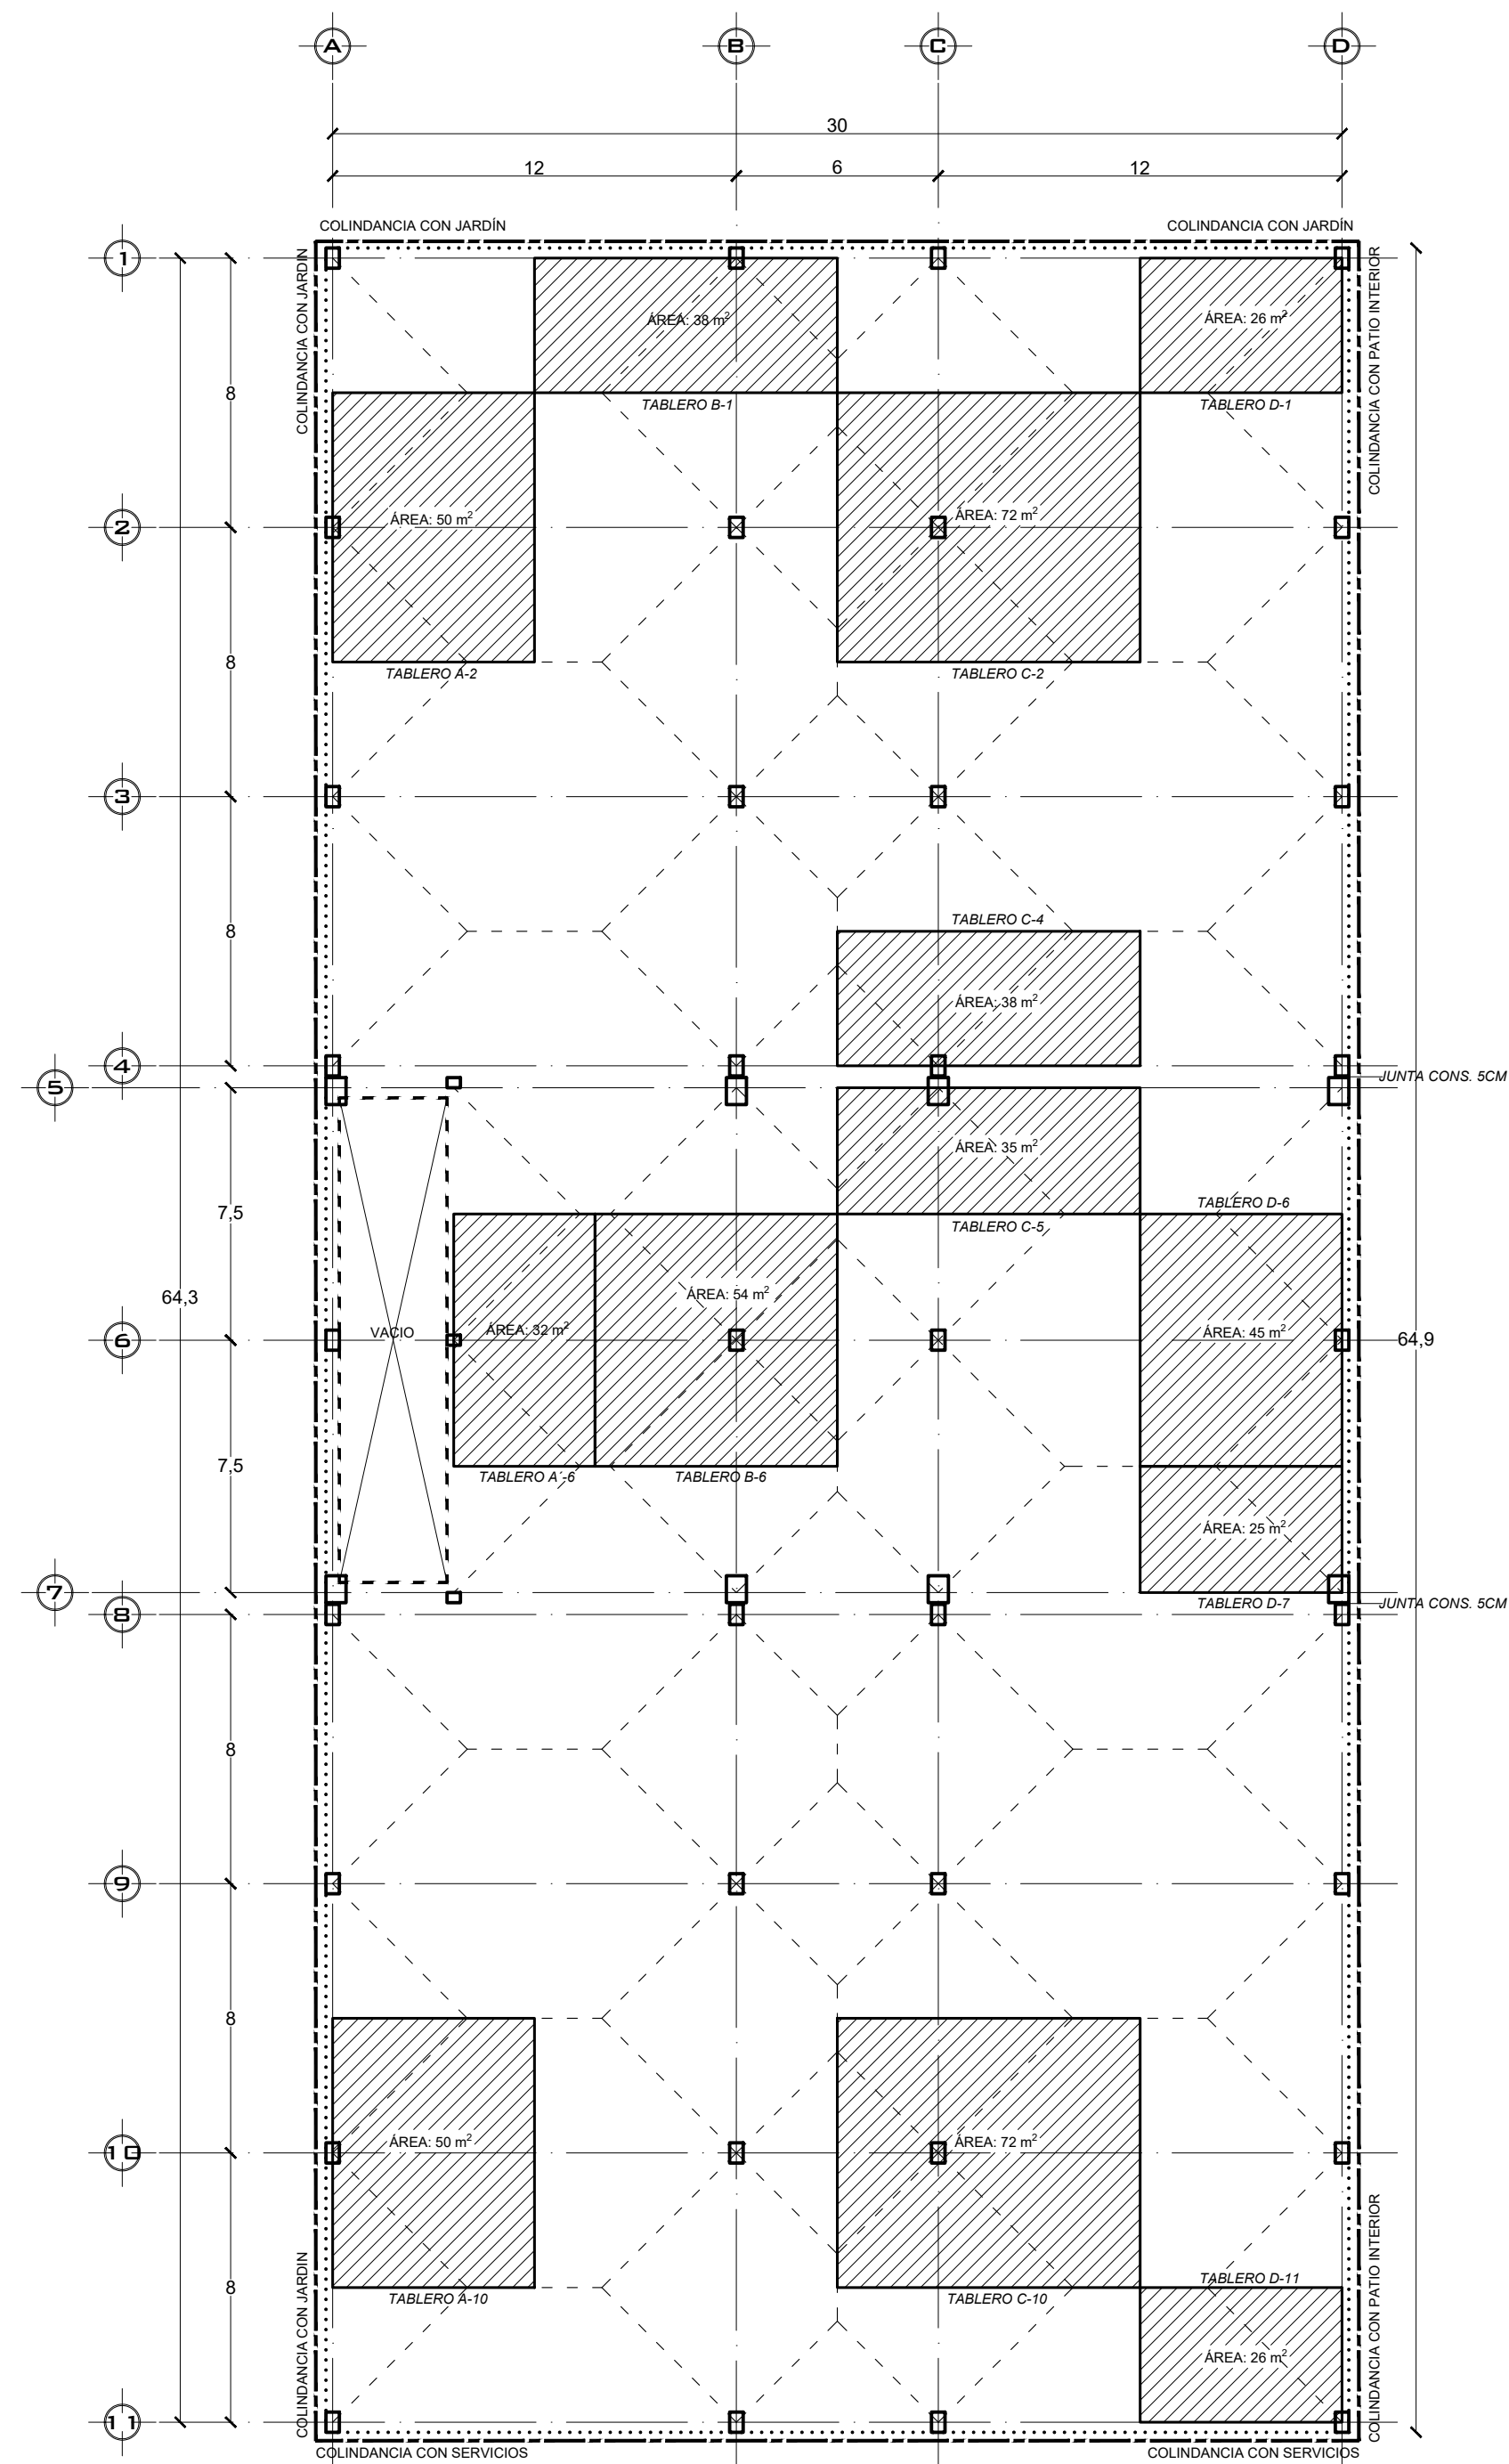 A B C D
30
12 6 12
COLINDANCIA CON JARDÍN COLINDANCIA CON JARDÍN
COLINDANCIA CON JARDIN
COLINDANCIA CON PATIO INTERIOR
1
ÁREA: 38 m²
ÁREA: 26 m²
8
TABLERO B-1
TABLERO D-1
2
ÁREA: 50 m²
ÁREA: 72 m²
8
TABLERO A-2
TABLERO C-2
3
8
TABLERO C-4
ÁREA: 38 m²
4
JUNTA CONS. 5CM
5
ÁREA: 35 m²
7,5
TABLERO D-6
TABLERO C-5
64,3
ÁREA: 54 m²
ÁREA: 32 m²
VACIO
ÁREA: 45 m²
6
64,9
7,5
TABLERO A´-6
TABLERO B-6
ÁREA: 25 m²
7
TABLERO D-7
JUNTA CONS. 5CM
8
8
9
8
ÁREA: 50 m²
ÁREA: 72 m²
10
8
TABLERO A-10
TABLERO C-10
TABLERO D-11
COLINDANCIA CON JARDIN
COLINDANCIA CON PATIO INTERIOR
ÁREA: 26 m²
11
COLINDANCIA CON SERVICIOS COLINDANCIA CON SERVICIOS